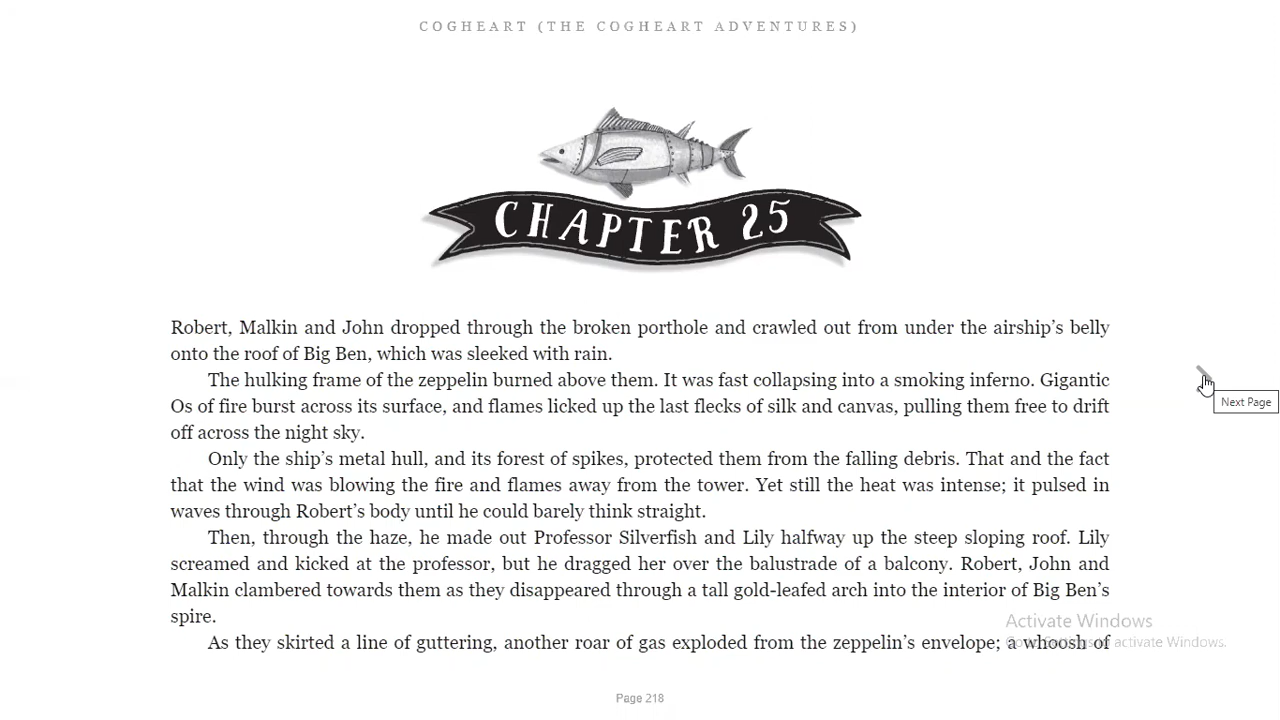 COGHEART (THE COGHEART ADVENTURES)
CHAPTER 25
Robert, Malkin and John dropped through the broken porthole and crawled out from under the airship’s belly
onto the roof of Big Ben, which was sleeked with rain.
The hulking frame of the zeppelin burned above them. It was fast collapsing into a smoking inferno. Gigantic
Os of fire burst across its surface, and flames licked up the last flecks of silk and canvas, pulling them free to drift
off across the night sky.
Next Page
Only the ship’s metal hull, and its forest of spikes, protected them from the falling debris. That and the fact
that the wind was blowing the fire and flames away from the tower. Yet still the heat was intense; it pulsed in
waves through Robert’s body until he could barely think straight.
Then, through the haze, he made out Professor Silverfish and Lily halfway up the steep sloping roof. Lily
screamed and kicked at the professor, but he dragged her over the balustrade of a balcony. Robert, John and
Malkin clambered towards them as they disappeared through a tall gold-leafed arch into the interior of Big Ben’s
spire.
As they skirted a line of guttering, another roar of gas exploded from the zeppelin’s envelope; a whoosh of
Activate Windows
Go to Settings to activate Windows.
Page 218